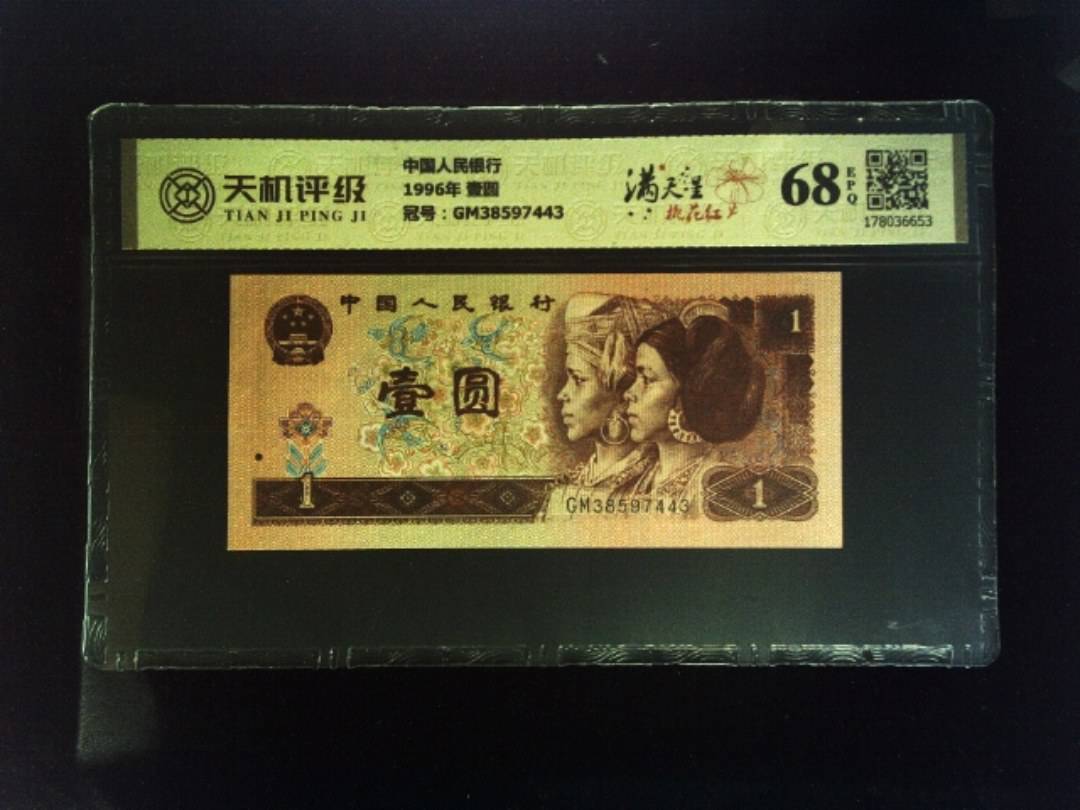 天机评级
TIAN JI PING JI
中国人民银行
1996年 壹圆
冠号：GM38597443
满天星
桃花红
68
EPQ
178036653
中国人民银行
壹圆
1
1
GM38597443
1